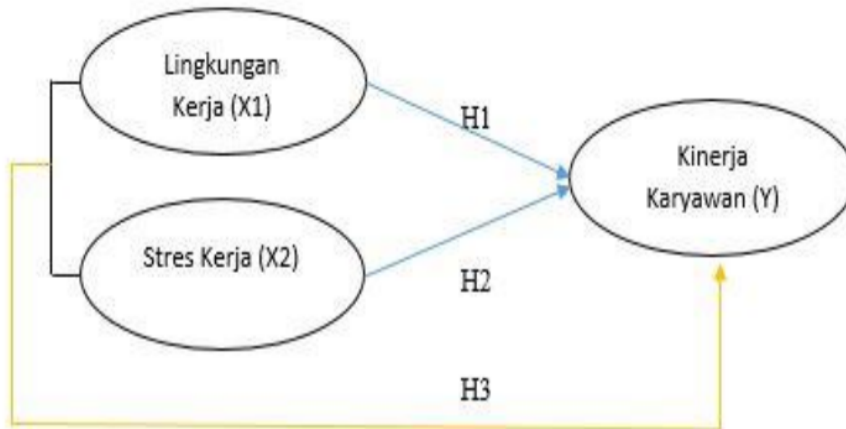 Lingkungan
Kerja (X1)
H1
Kinerja
Karyawan (Y)
Stres Kerja (X2)
H2
H3